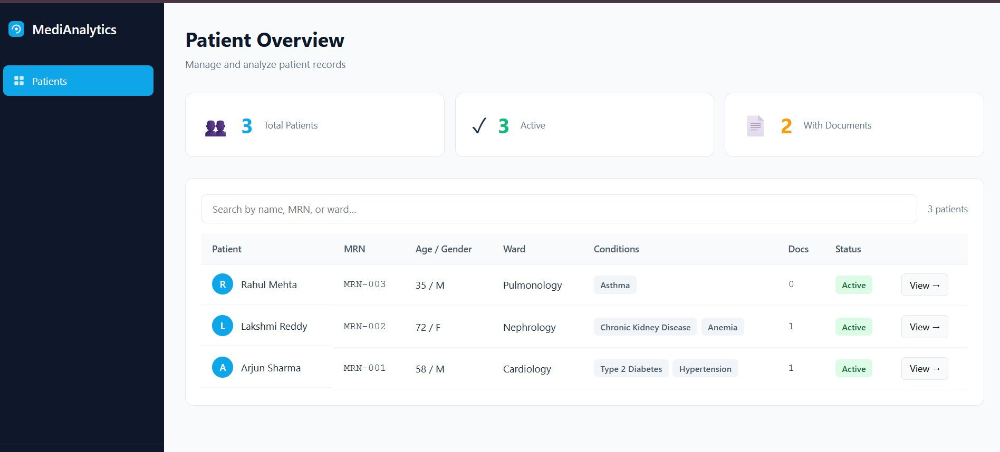 MediAnalytics
Patients
Patient Overview
Manage and analyze patient records
3 Total Patients
✓ 3 Active
2 With Documents
Search by name, MRN, or ward...
3 patients
Patient MRN Age / Gender Ward Conditions Docs Status
R Rahul Mehta MRN-003 35 / M Pulmonology Asthma 0 Active View →
L Lakshmi Reddy MRN-002 72 / F Nephrology Chronic Kidney Disease Anemia 1 Active View →
A Arjun Sharma MRN-001 58 / M Cardiology Type 2 Diabetes Hypertension 1 Active View →